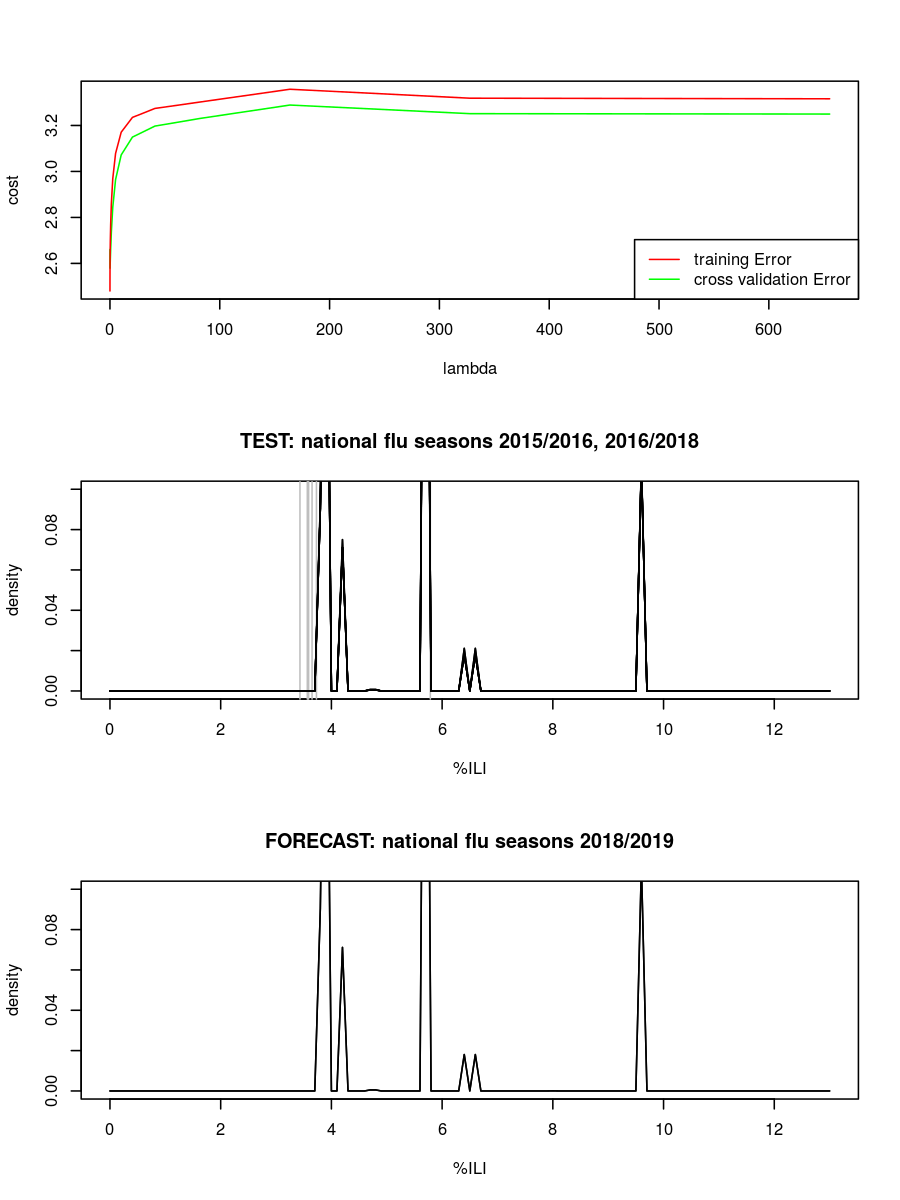 3.2
3.0
2.8
2.6
cost
training Error
cross validation Error
0 100 200 300 400 500 600
lambda
TEST: national flu seasons 2015/2016, 2016/2018
0.08
0.04
0.00
density
0 2 4 6 8 10 12
%ILI
FORECAST: national flu seasons 2018/2019
0.08
0.04
0.00
density
0 2 4 6 8 10 12
%ILI